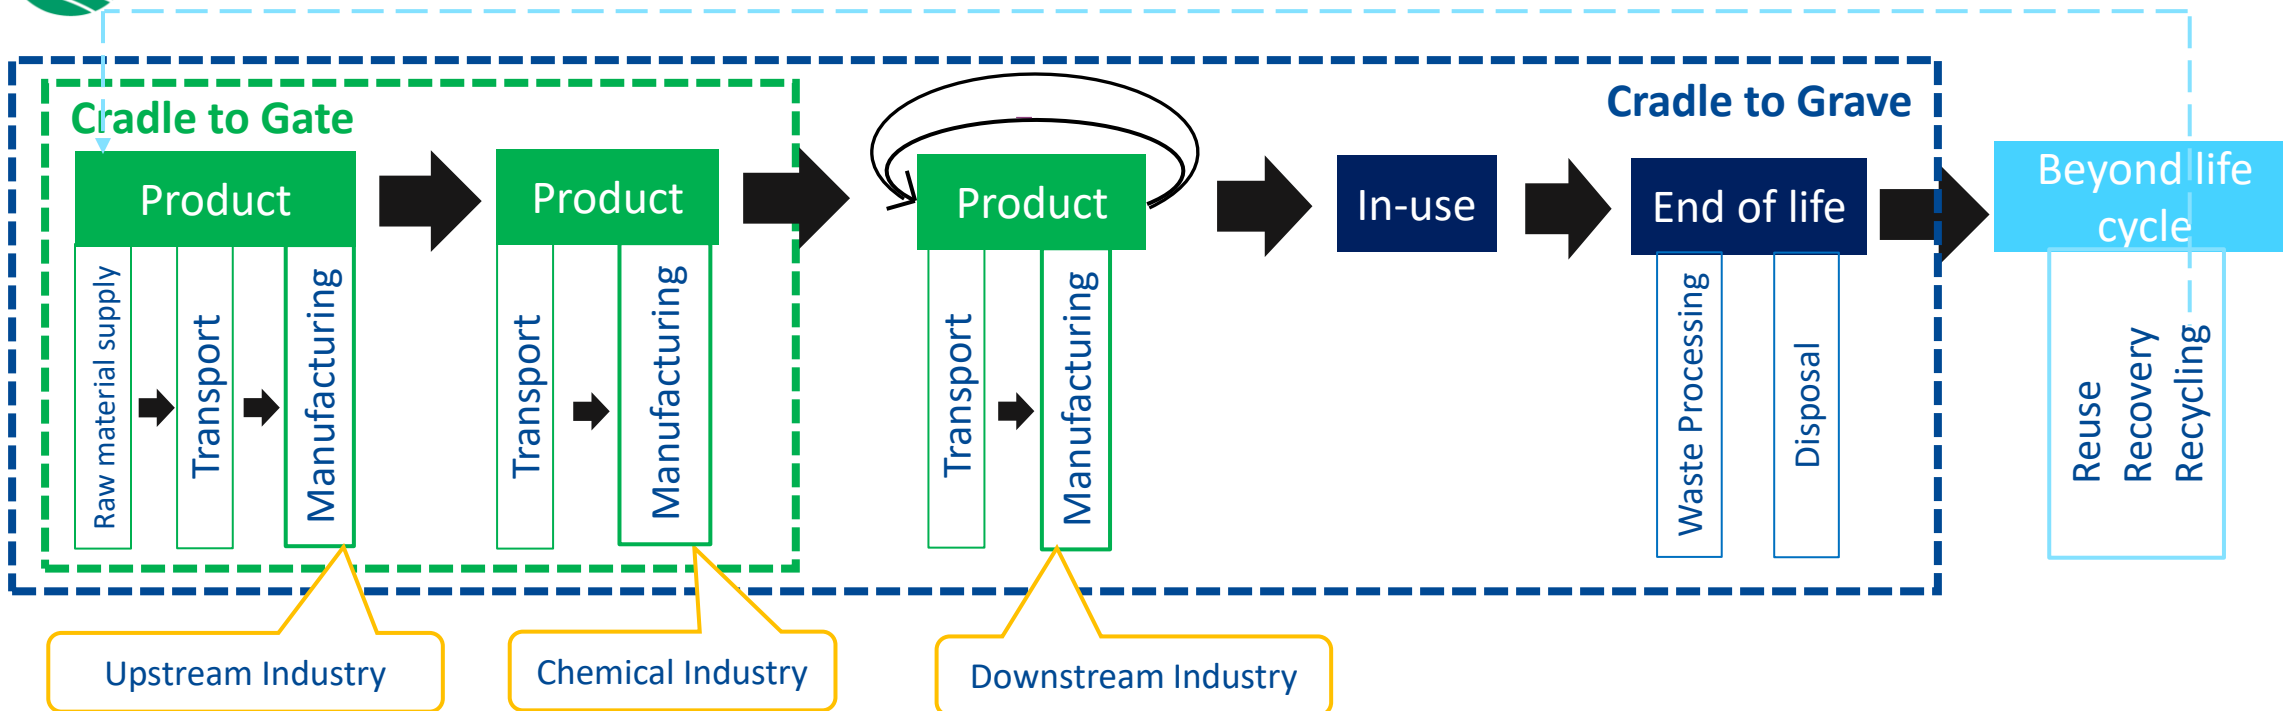 Cradle to Gate
Cradle to Grave
Product
Raw material supply
Transport
Manufacturing
Product
Transport
Manufacturing
Product
Transport
Manufacturing
In-use
End of life
Waste Processing
Disposal
Beyond life
cycle
Reuse
Recovery
Recycling
Upstream Industry
Chemical Industry
Downstream Industry